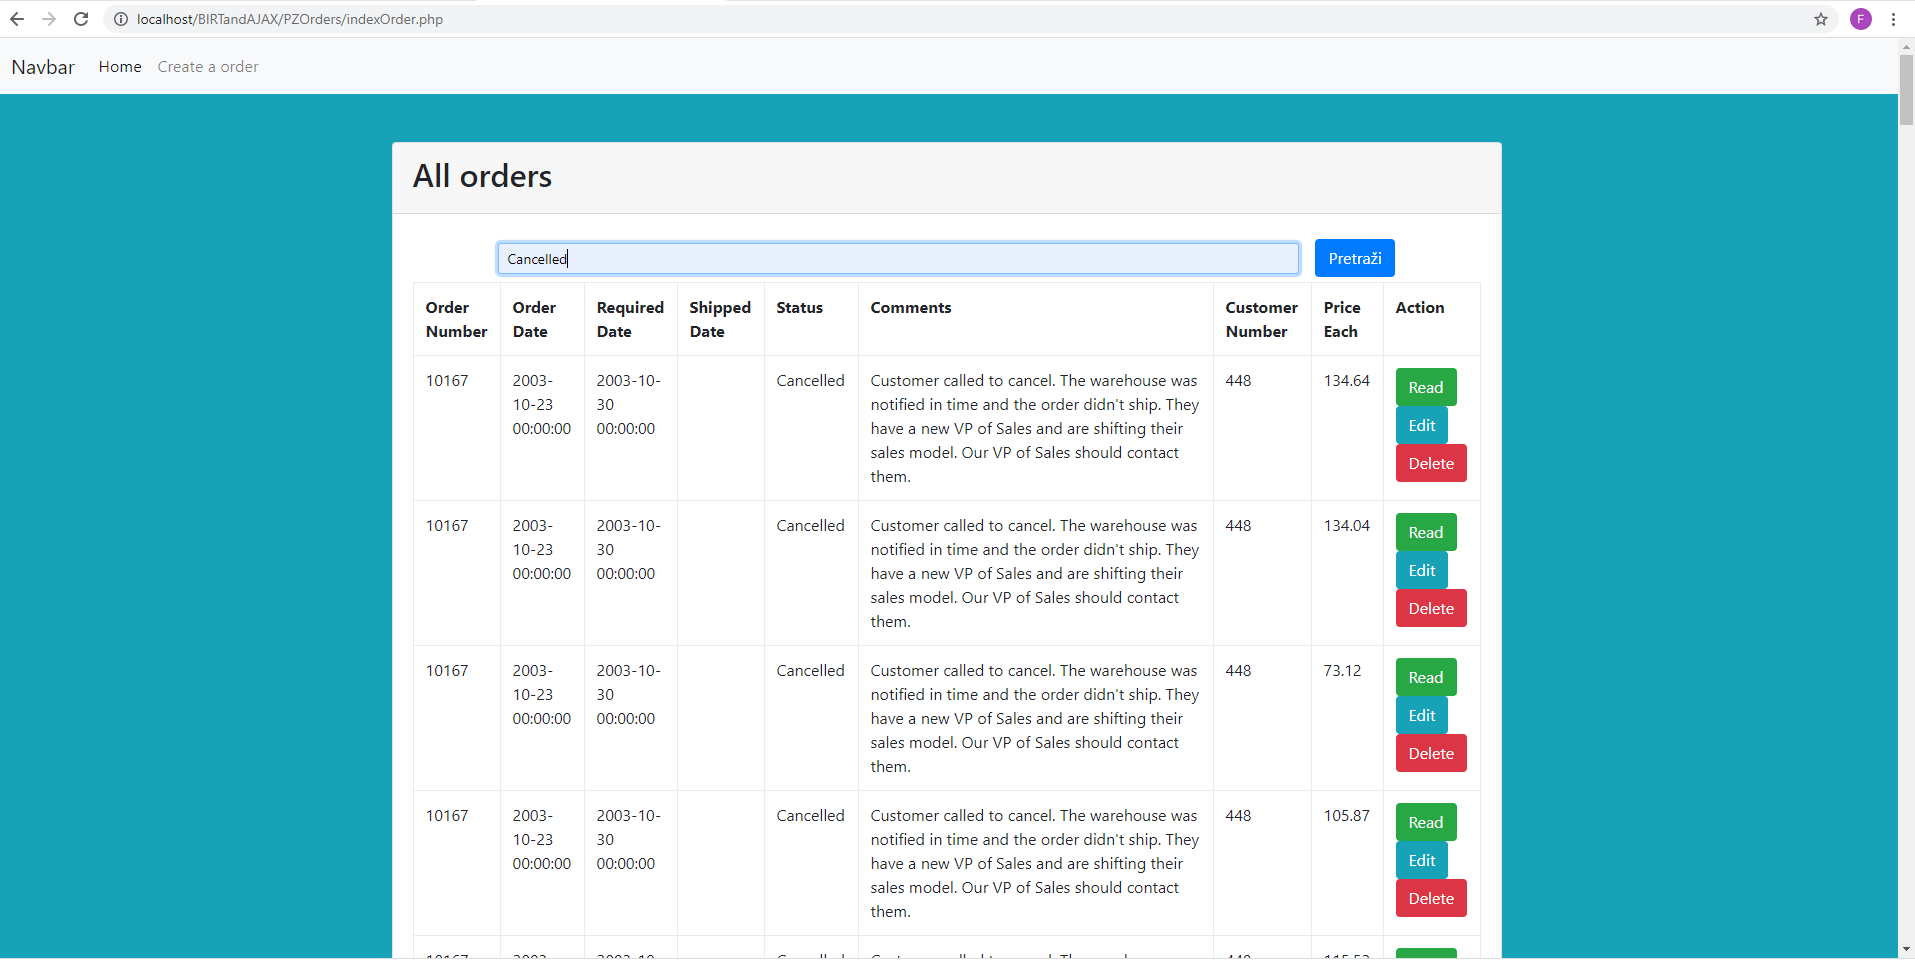 localhost/BIRTandAJAX/PZOrders/indexOrder.php
F
Navbar Home Create a order
All orders
Cancelled Pretraži
Order Number Order Date Required Date Shipped Date Status Comments Customer Number Price Each Action
10167
2003-
10-23
00:00:00
2003-10-
30
00:00:00
Cancelled
Customer called to cancel. The warehouse was
notified in time and the order didn't ship. They
have a new VP of Sales and are shifting their
sales model. Our VP of Sales should contact
them.
448
134.64
Read
Edit
Delete
10167
2003-
10-23
00:00:00
2003-10-
30
00:00:00
Cancelled
Customer called to cancel. The warehouse was
notified in time and the order didn't ship. They
have a new VP of Sales and are shifting their
sales model. Our VP of Sales should contact
them.
448
134.04
Read
Edit
Delete
10167
2003-
10-23
00:00:00
2003-10-
30
00:00:00
Cancelled
Customer called to cancel. The warehouse was
notified in time and the order didn't ship. They
have a new VP of Sales and are shifting their
sales model. Our VP of Sales should contact
them.
448
73.12
Read
Edit
Delete
10167
2003-
10-23
00:00:00
2003-10-
30
00:00:00
Cancelled
Customer called to cancel. The warehouse was
notified in time and the order didn't ship. They
have a new VP of Sales and are shifting their
sales model. Our VP of Sales should contact
them.
448
105.87
Read
Edit
Delete